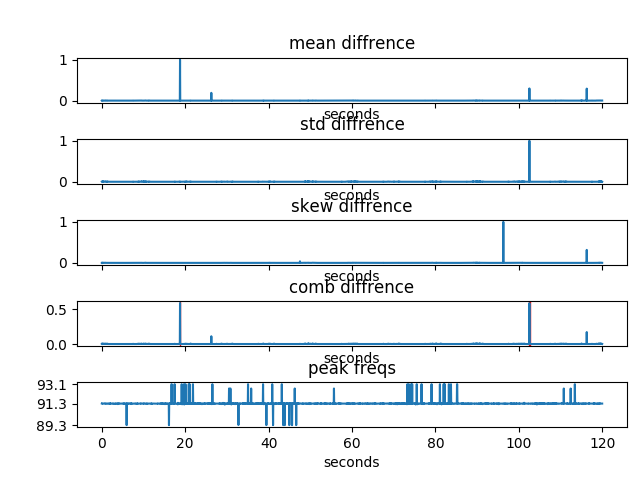 mean diffrence
1
0
seconds
std diffrence
1
0
seconds
skew diffrence
1
0
seconds
comb diffrence
0.5
0.0
seconds
peak freqs
93.1
91.3
89.3
0 20 40 60 80 100 120
seconds